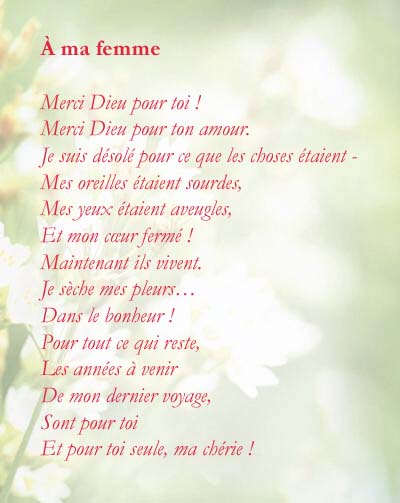 À ma femme
Merci Dieu pour toi !
Merci Dieu pour ton amour.
Je suis désolé pour ce que les choses étaient -
Mes oreilles étaient sourdes,
Mes yeux étaient aveugles,
Et mon cœur fermé !
Maintenant ils vivent.
Je sèche mes pleurs…
Dans le bonheur !
Pour tout ce qui reste,
Les années à venir
De mon dernier voyage,
Sont pour toi
Et pour toi seule, ma chérie !